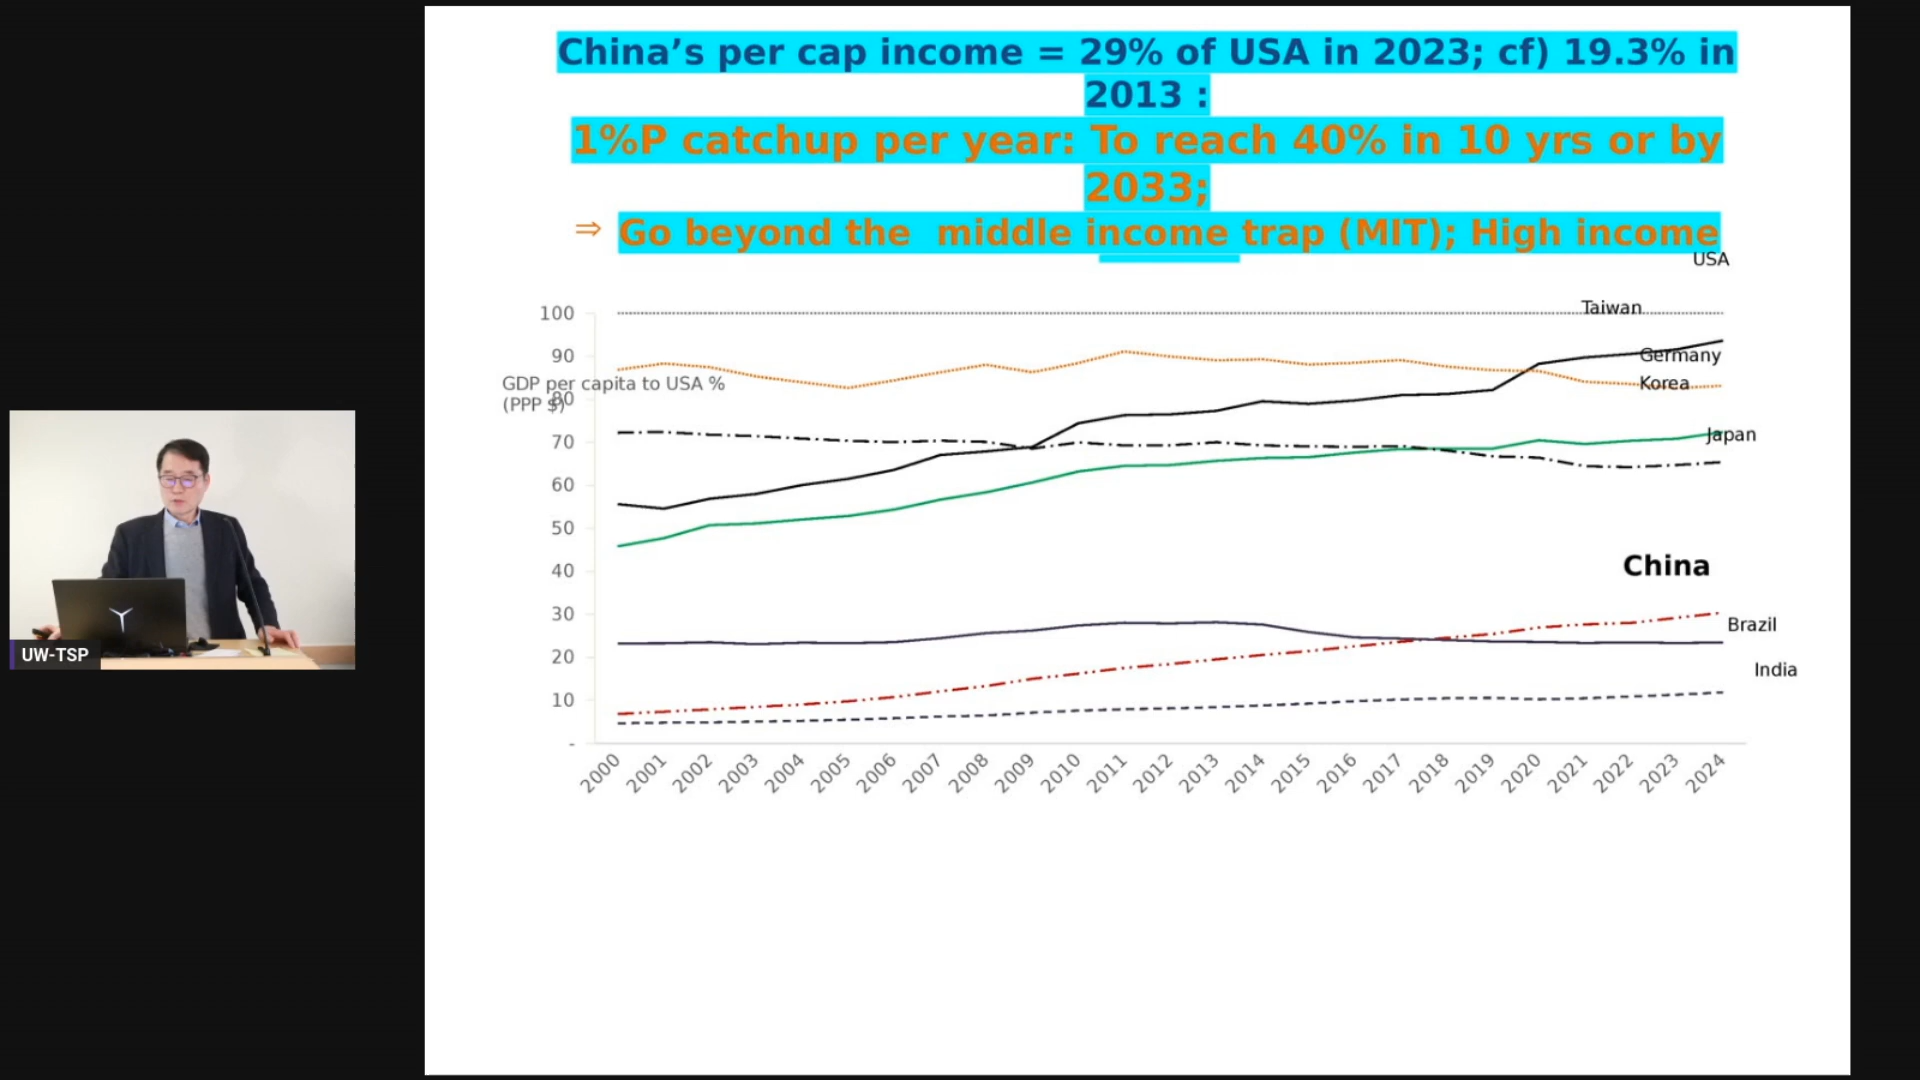 China’s per cap income = 29% of USA in 2023; cf) 19.3% in
2013 :
1%P catchup per year: To reach 40% in 10 yrs or by
2033;
⇒ Go beyond the  middle income trap (MIT); High income
USA
Taiwan
Germany
Korea
Japan
China
Brazil
India
GDP per capita to USA %
(PPP $)
100
90
80
70
60
50
40
30
20
10
-
2000 2001 2002 2003 2004 2005 2006 2007 2008 2009 2010 2011 2012 2013 2014 2015 2016 2017 2018 2019 2020 2021 2022 2023 2024
UW-TSP